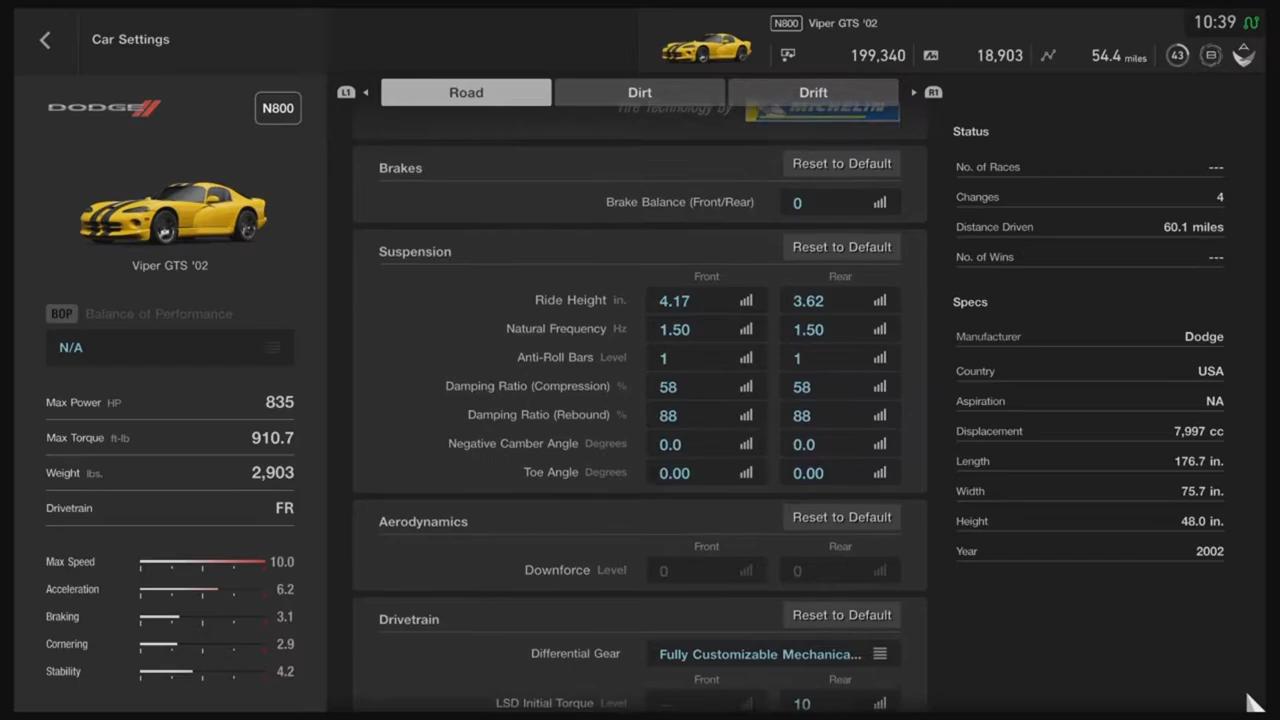 Car Settings
N800 Viper GTS '02
10:39
199,340 18,903 54.4 miles 43 B
L1 Road Dirt Drift R1
DODGE N800
Tire Technology by MICHELIN
Viper GTS '02
BOP Balance of Performance
N/A
Max Power HP 835
Max Torque ft-lb 910.7
Weight lbs. 2,903
Drivetrain FR
Max Speed 10.0
Acceleration 6.2
Braking 3.1
Cornering 2.9
Stability 4.2
Brakes Reset to Default
Brake Balance (Front/Rear) 0
Suspension Reset to Default
Front Rear
Ride Height in. 4.17 3.62
Natural Frequency Hz 1.50 1.50
Anti-Roll Bars Level 1 1
Damping Ratio (Compression) % 58 58
Damping Ratio (Rebound) % 88 88
Negative Camber Angle Degrees 0.0 0.0
Toe Angle Degrees 0.00 0.00
Aerodynamics Reset to Default
Front Rear
Downforce Level 0 0
Drivetrain Reset to Default
Differential Gear Fully Customizable Mechanica...
Front Rear
LSD Initial Torque Level -- 10
Status
No. of Races ---
Changes 4
Distance Driven 60.1 miles
No. of Wins ---
Specs
Manufacturer Dodge
Country USA
Aspiration NA
Displacement 7,997 cc
Length 176.7 in.
Width 75.7 in.
Height 48.0 in.
Year 2002